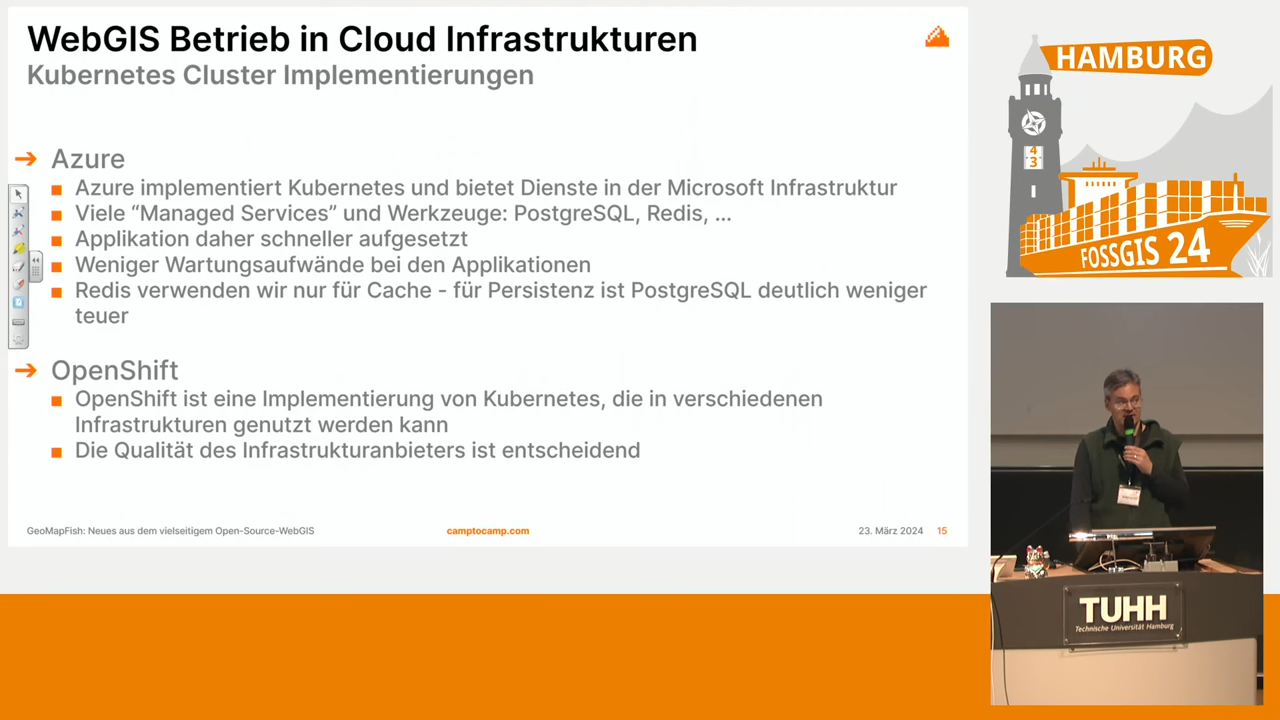 WebGIS Betrieb in Cloud Infrastrukturen
Kubernetes Cluster Implementierungen
➔ Azure
■ Azure implementiert Kubernetes und bietet Dienste in der Microsoft Infrastruktur
■ Viele “Managed Services” und Werkzeuge: PostgreSQL, Redis, ...
■ Applikation daher schneller aufgesetzt
■ Weniger Wartungsaufwände bei den Applikationen
■ Redis verwenden wir nur für Cache - für Persistenz ist PostgreSQL deutlich weniger
teuer
➔ OpenShift
■ OpenShift ist eine Implementierung von Kubernetes, die in verschiedenen
Infrastrukturen genutzt werden kann
■ Die Qualität des Infrastrukturanbieters ist entscheidend
GeoMapFish: Neues aus dem vielseitigem Open-Source-WebGIS
camptocamp.com
23. März 2024 15
HAMBURG
4
3
FOSSGIS 24
TUHH
Technische Universität Hamburg